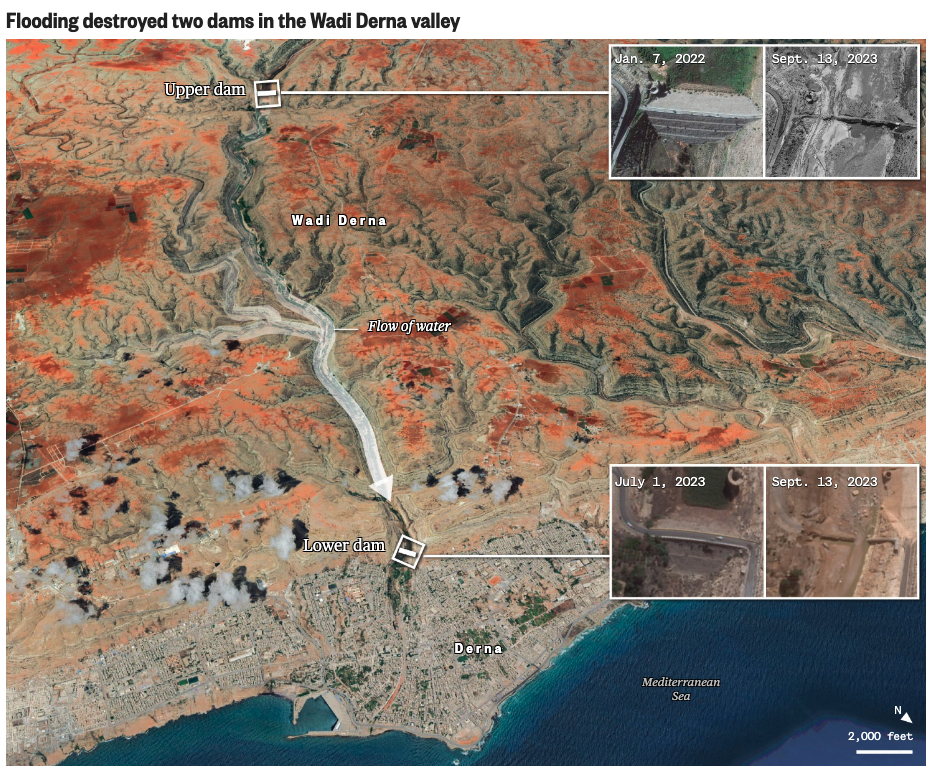 Flooding destroyed two dams in the Wadi Derna valley
Jan. 7, 2022
Sept. 13, 2023
Upper dam
Wadi Derna
Flow of water
July 1, 2023
Sept. 13, 2023
Lower dam
Derna
Mediterranean
Sea
N
2,000 feet